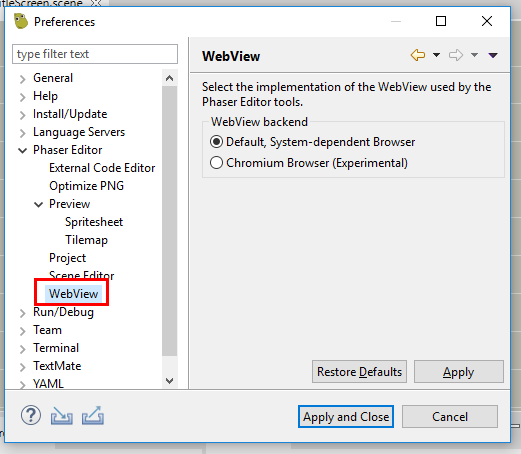 itleScreen.scene
Preferences
type filter text
General
Help
Install/Update
Language Servers
Phaser Editor
External Code Editor
Optimize PNG
Preview
Spritesheet
Tilemap
Project
Scene Editor
WebView
Run/Debug
Team
Terminal
TextMate
YAML
WebView
Select the implementation of the WebView used by the
Phaser Editor tools.
WebView backend
Default, System-dependent Browser
Chromium Browser (Experimental)
Restore Defaults
Apply
Apply and Close
Cancel